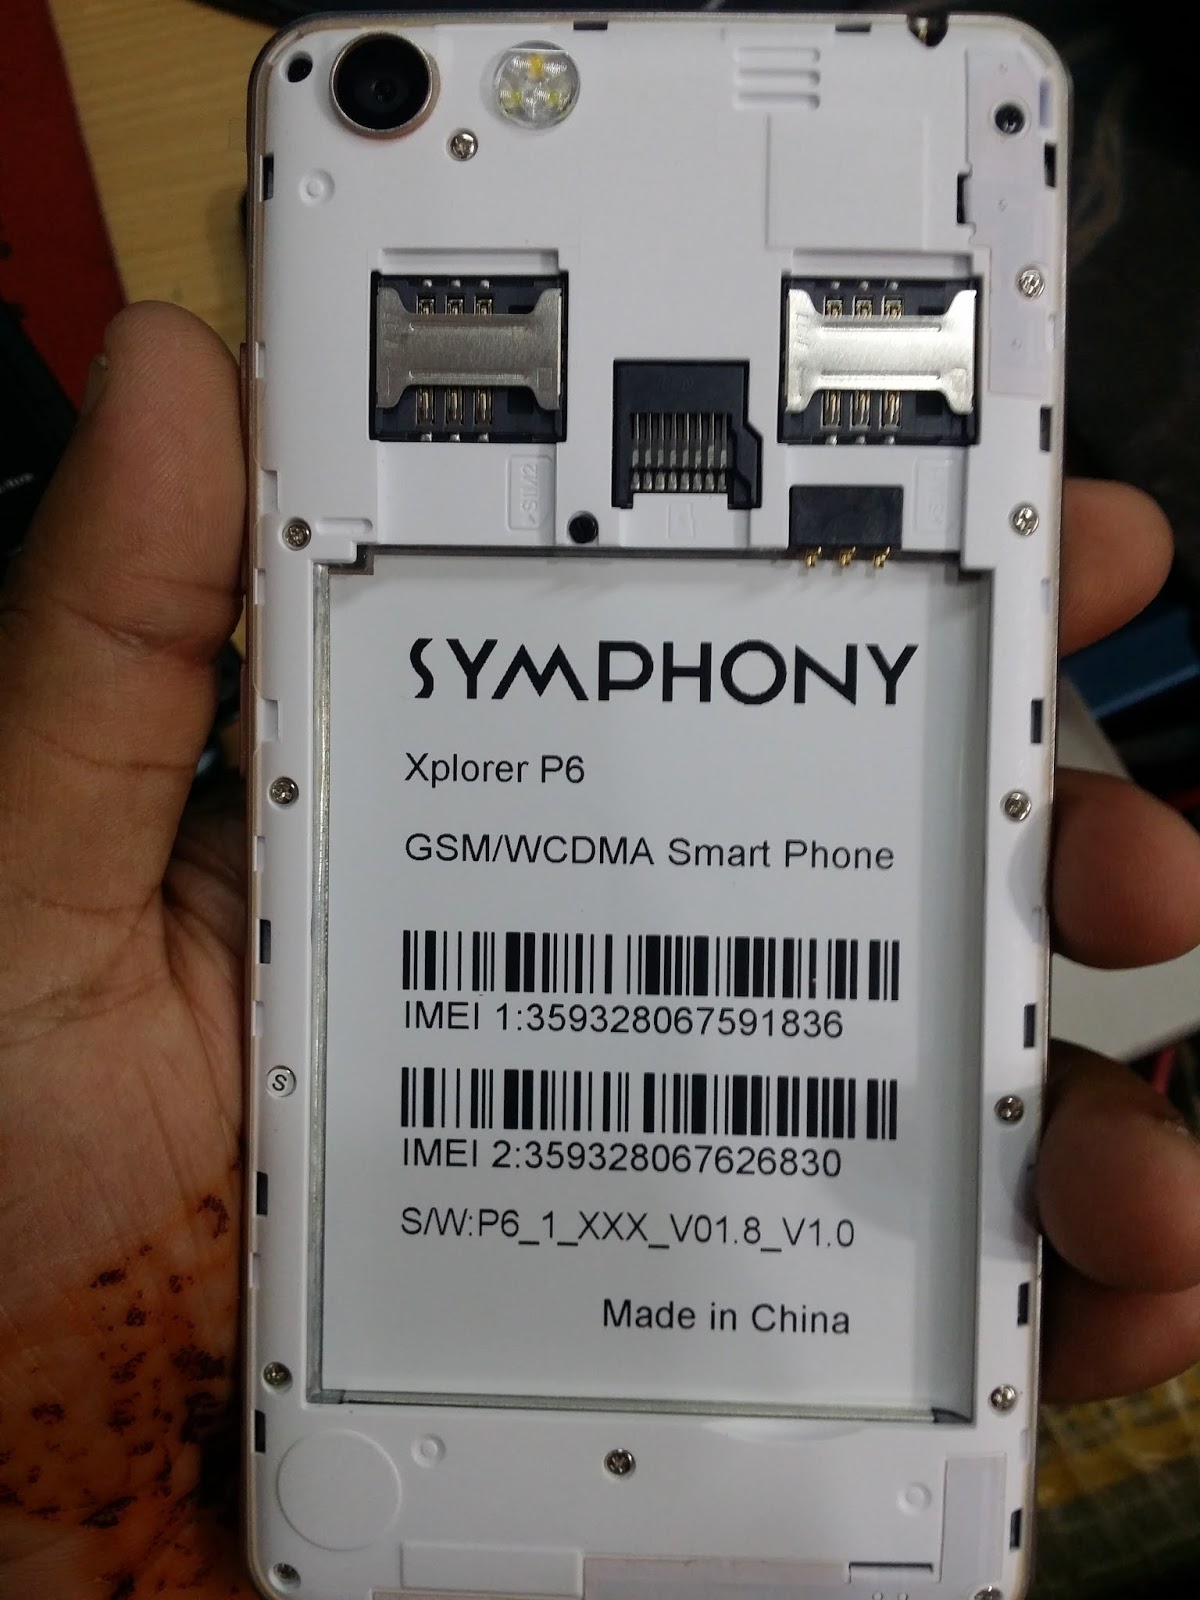 SIM2
SYMPHONY
Xplorer P6
GSM/WCDMA Smart Phone
IMEI 1:359328067591836
IMEI 2:359328067626830
S
S/W:P6_1_XXX_V01.8_V1.0
Made in China